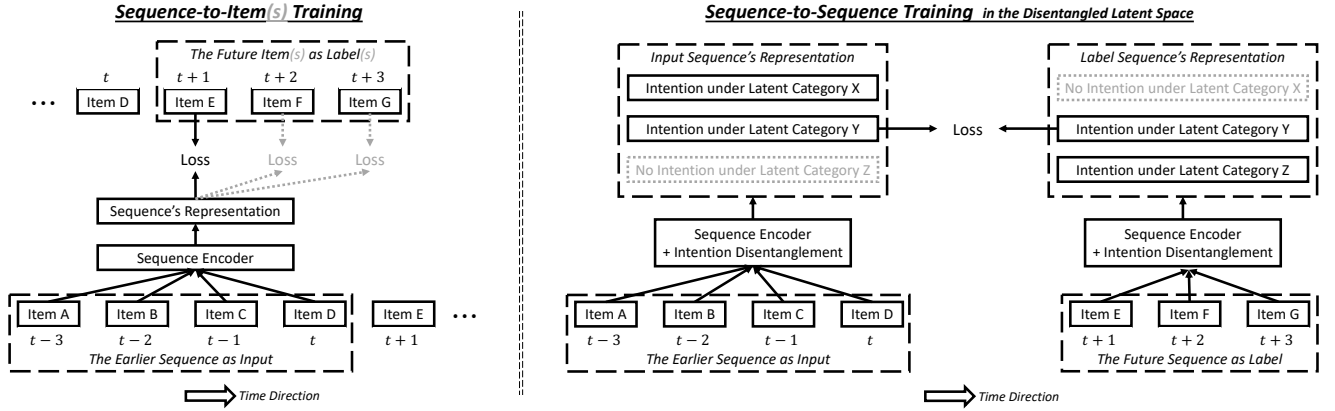 Sequence-to-Item(s) Training
The Future Item(s) as Label(s)
t t + 1 t + 2 t + 3
... Item D Item E Item F Item G
Loss Loss Loss
Sequence's Representation
Sequence Encoder
Item A Item B Item C Item D Item E ...
t − 3 t − 2 t − 1 t t + 1
The Earlier Sequence as Input
Time Direction
Sequence-to-Sequence Training in the Disentangled Latent Space
Input Sequence's Representation
Intention under Latent Category X
Intention under Latent Category Y
No Intention under Latent Category Z
Loss
Label Sequence's Representation
No Intention under Latent Category X
Intention under Latent Category Y
Intention under Latent Category Z
Sequence Encoder
+ Intention Disentanglement
Item A Item B Item C Item D
t − 3 t − 2 t − 1 t
The Earlier Sequence as Input
Sequence Encoder
+ Intention Disentanglement
Item E Item F Item G
t + 1 t + 2 t + 3
The Future Sequence as Label
Time Direction